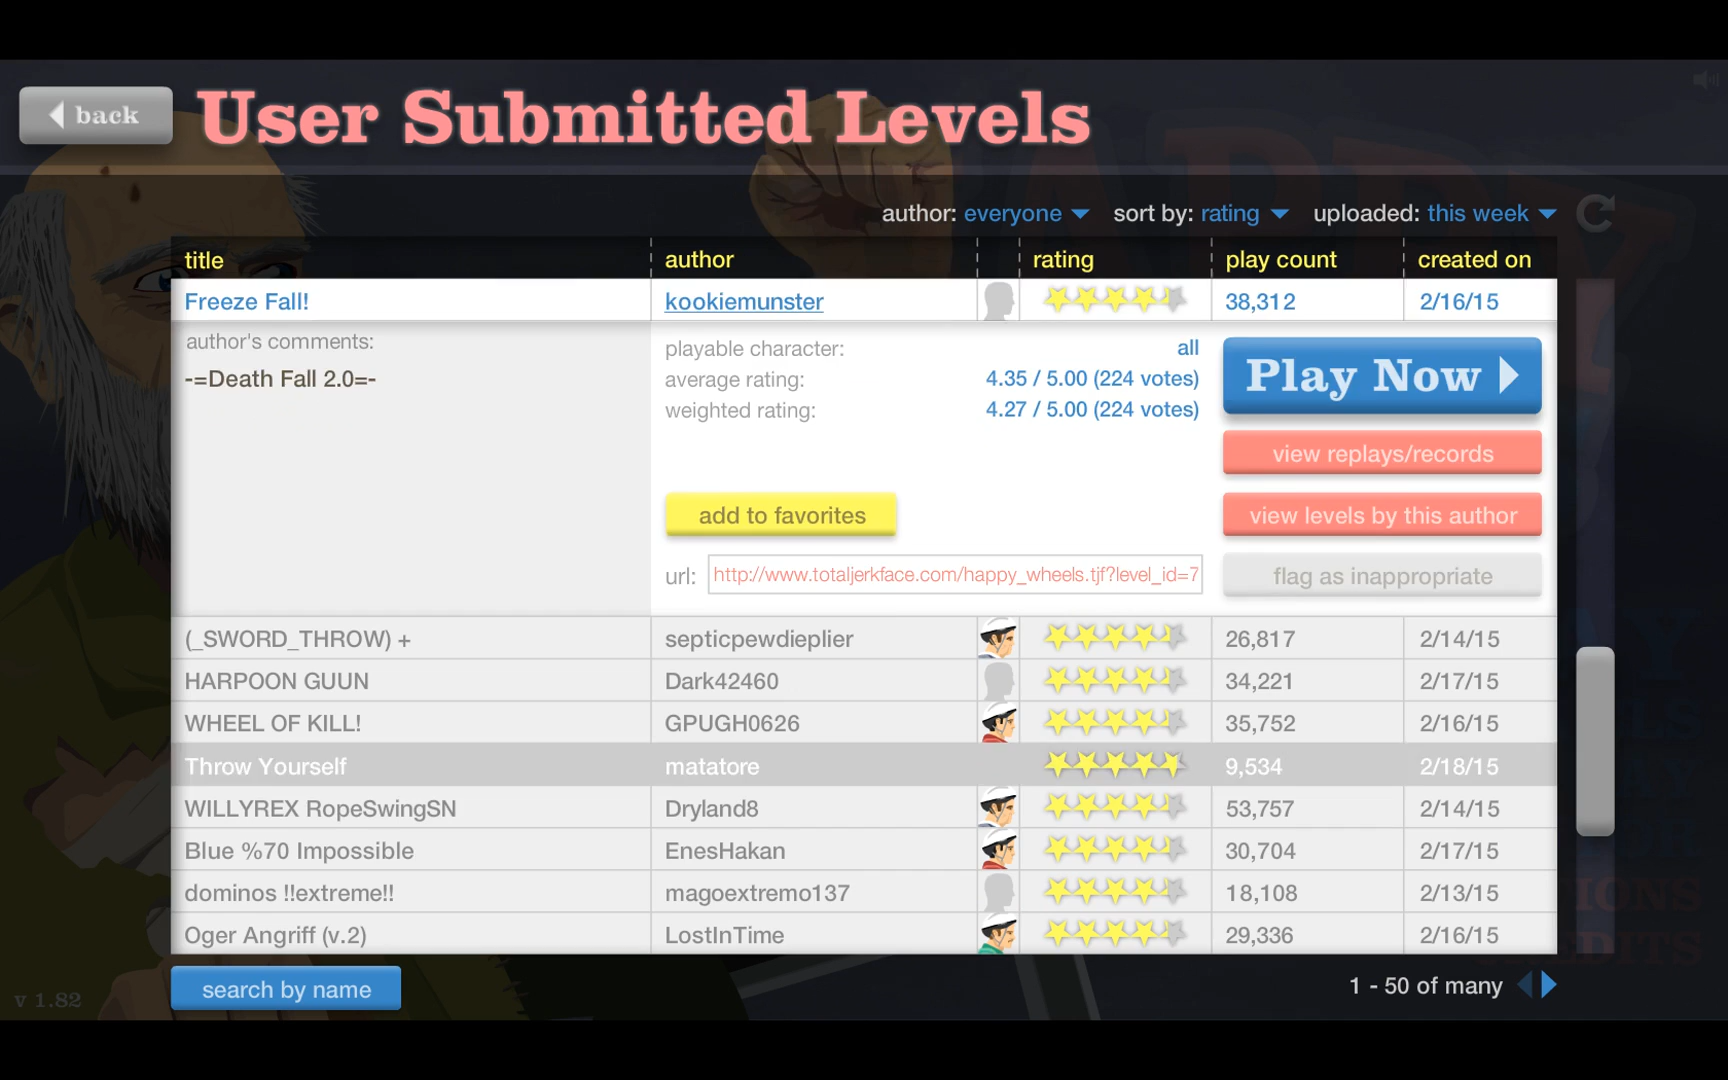 back
User Submitted Levels
author: everyone sort by: rating uploaded: this week
title author rating play count created on
Freeze Fall! kookiemunster 38,312 2/16/15
author's comments:
-=Death Fall 2.0=-
playable character: all
average rating: 4.35 / 5.00 (224 votes)
weighted rating: 4.27 / 5.00 (224 votes)
Play Now
view replays/records
add to favorites
view levels by this author
url: http://www.totaljerkface.com/happy_wheels.tjf?level_id=7
flag as inappropriate
(_SWORD_THROW) + septicpewdieplier 26,817 2/14/15
HARPOON GUUN Dark42460 34,221 2/17/15
WHEEL OF KILL! GPUGH0626 35,752 2/16/15
Throw Yourself matatore 9,534 2/18/15
WILLYREX RopeSwingSN Dryland8 53,757 2/14/15
Blue %70 Impossible EnesHakan 30,704 2/17/15
dominos !!extreme!! magoextremo137 18,108 2/13/15
Oger Angriff (v.2) LostInTime 29,336 2/16/15
search by name
1 - 50 of many
v 1.82